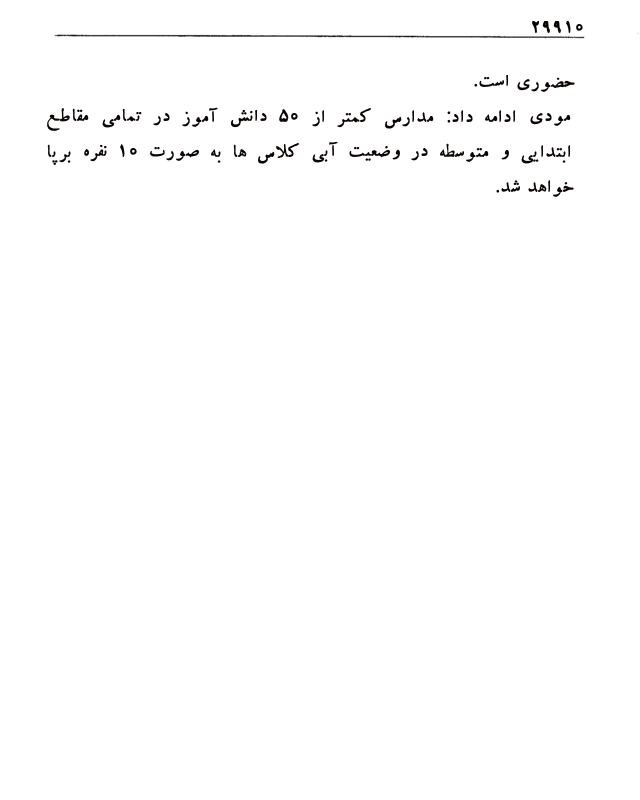 ۲۹۹۱۰
حضوری است.
مودی ادامه داد: مدارس کمتر از ۵۰ دانش آموز در تمامی مقاطع
ابتدایی و متوسطه در وضعیت آبی کلاس ها به صورت ۱۰ نفره برپا
خواهد شد.